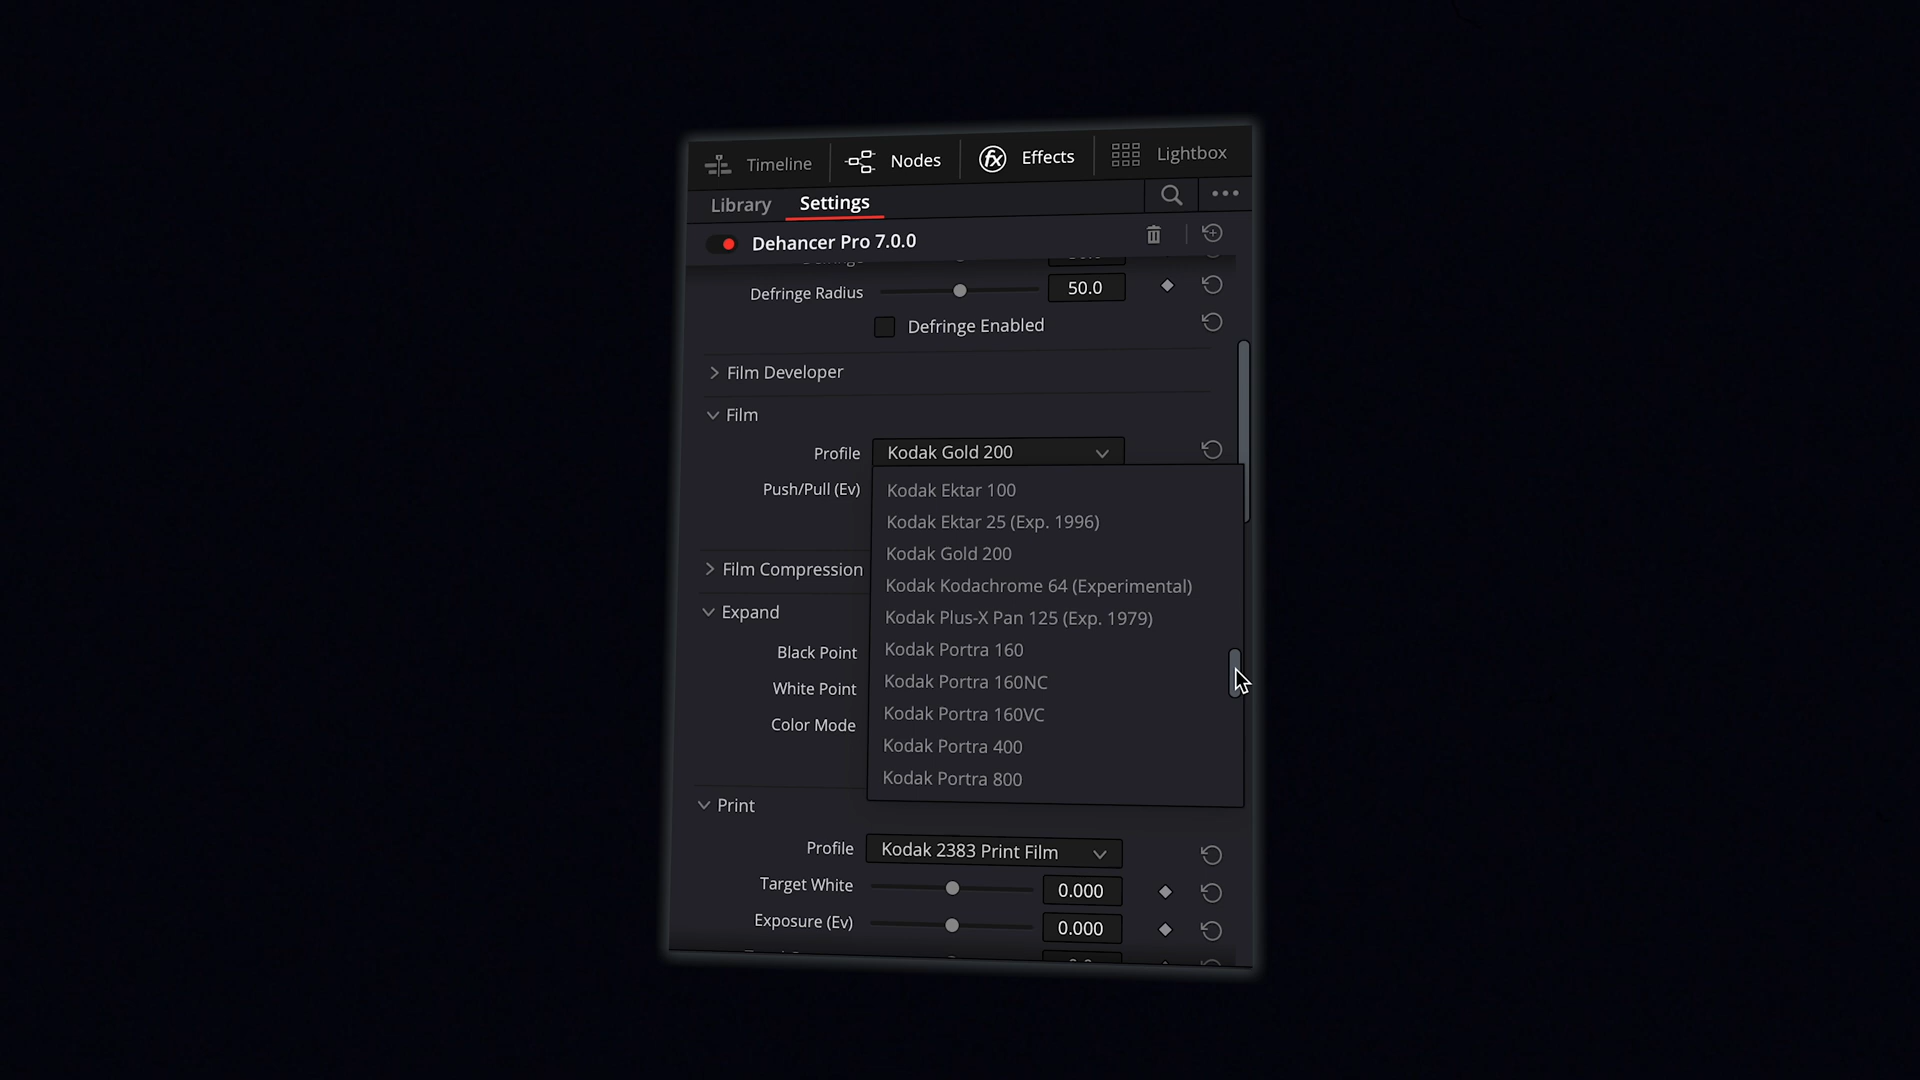 Timeline Nodes fx Effects Lightbox
Library Settings
Dehancer Pro 7.0.0
Defringe Radius 50.0
Defringe Enabled
Film Developer
Film
Profile Kodak Gold 200
Push/Pull (Ev)
Kodak Ektar 100
Kodak Ektar 25 (Exp. 1996)
Kodak Gold 200
Film Compression
Kodak Kodachrome 64 (Experimental)
Expand
Kodak Plus-X Pan 125 (Exp. 1979)
Black Point
Kodak Portra 160
White Point
Kodak Portra 160NC
Color Mode
Kodak Portra 160VC
Kodak Portra 400
Kodak Portra 800
Print
Profile Kodak 2383 Print Film
Target White 0.000
Exposure (Ev) 0.000